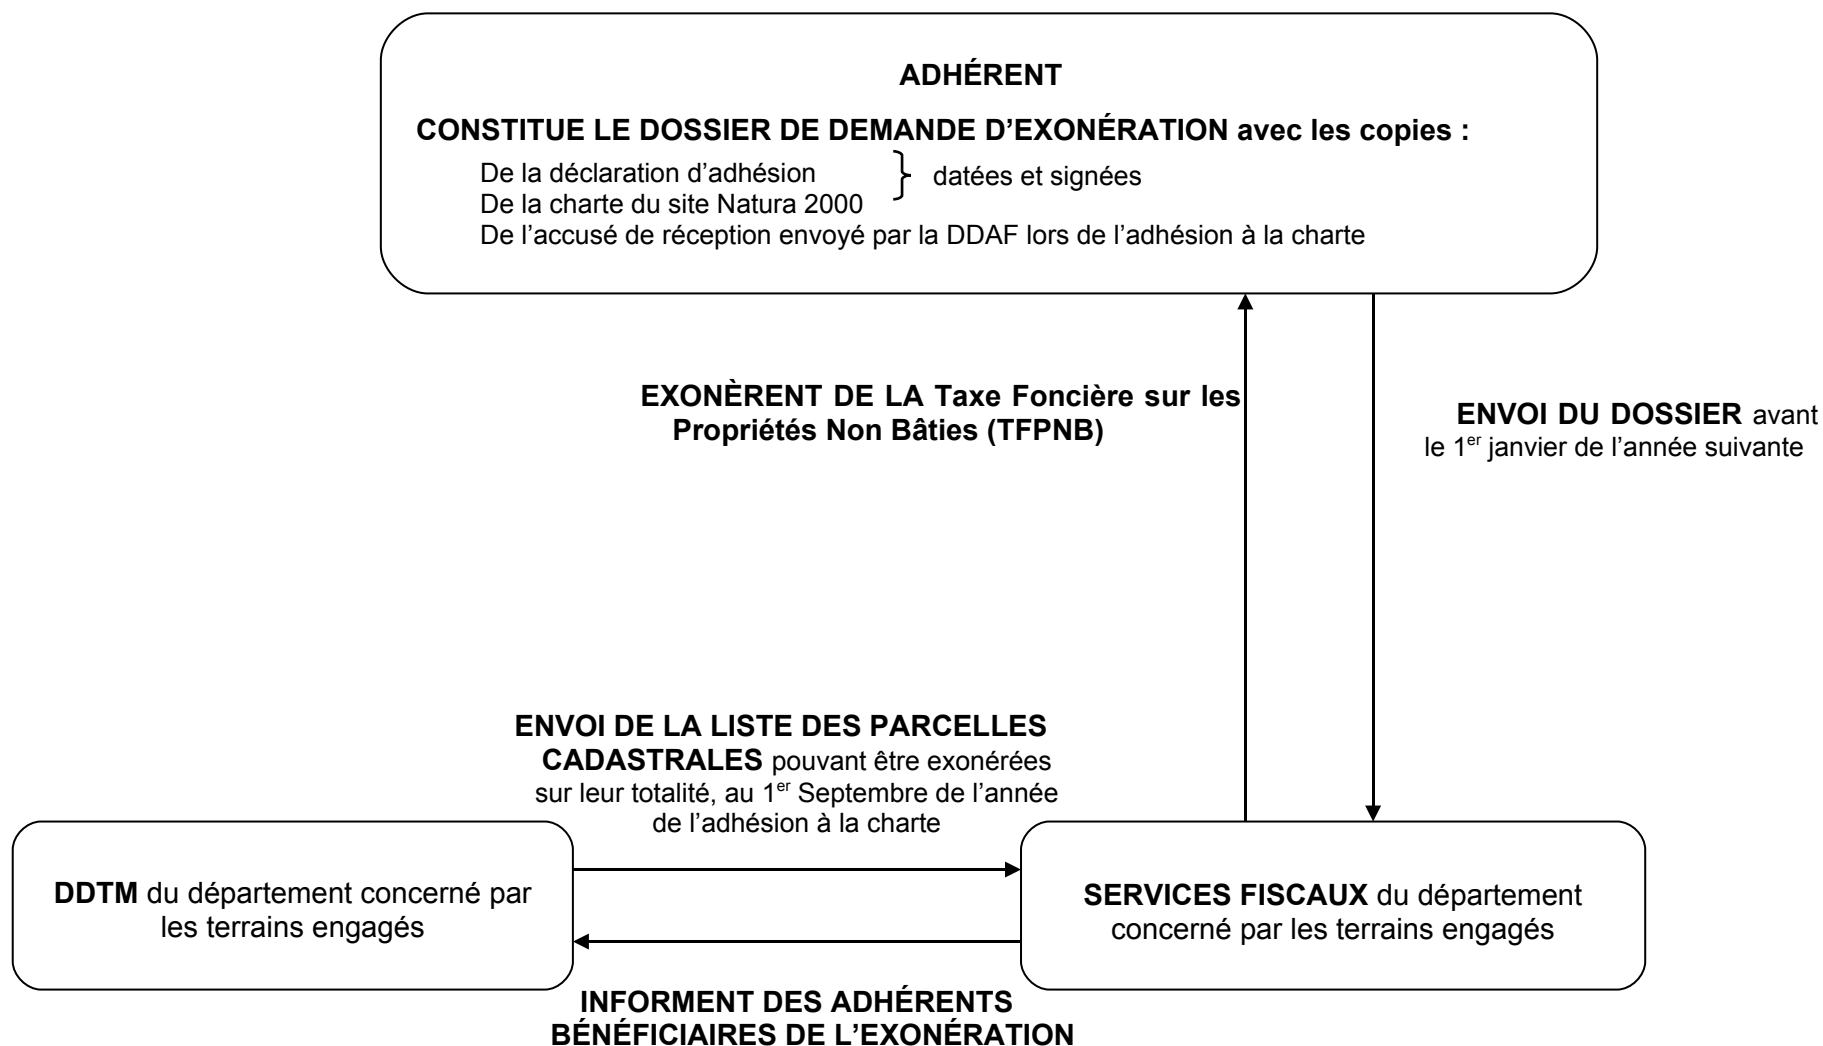 ADHÉRENT
CONSTITUE LE DOSSIER DE DEMANDE D’EXONÉRATION avec les copies :
De la déclaration d’adhésion
De la charte du site Natura 2000
datées et signées
De l’accusé de réception envoyé par la DDAF lors de l’adhésion à la charte
EXONÈRENT DE LA Taxe Foncière sur les
Propriétés Non Bâties (TFPNB)
ENVOI DU DOSSIER avant
le 1er janvier de l’année suivante
ENVOI DE LA LISTE DES PARCELLES
CADASTRALES pouvant être exonérées
sur leur totalité, au 1er Septembre de l’année
de l’adhésion à la charte
DDTM du département concerné par
les terrains engagés
SERVICES FISCAUX du département
concerné par les terrains engagés
INFORMENT DES ADHÉRENTS
BÉNÉFICIAIRES DE L’EXONÉRATION